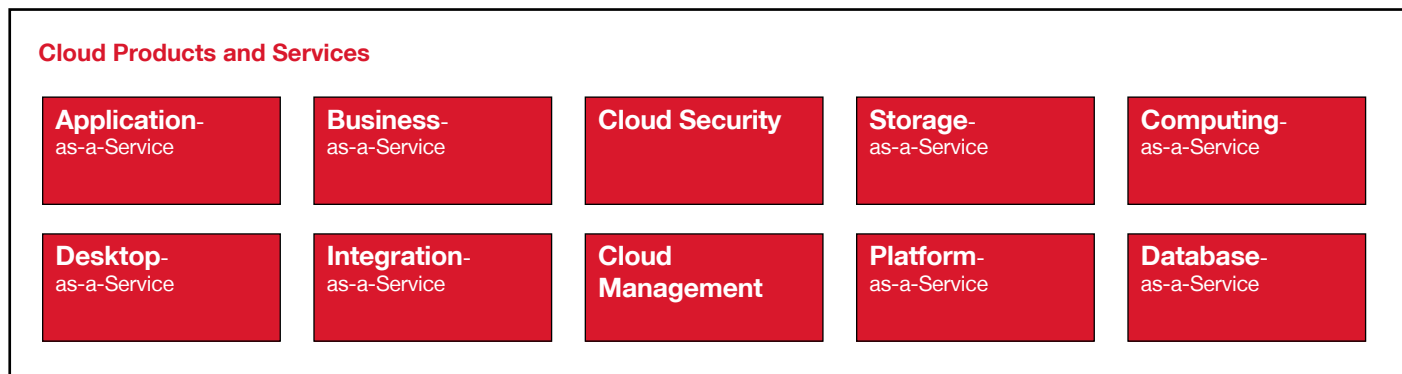 Cloud Products and Services
Application-
as-a-Service
Business-
as-a-Service
Cloud Security
Storage-
as-a-Service
Computing-
as-a-Service
Desktop-
as-a-Service
Integration-
as-a-Service
Cloud
Management
Platform-
as-a-Service
Database-
as-a-Service